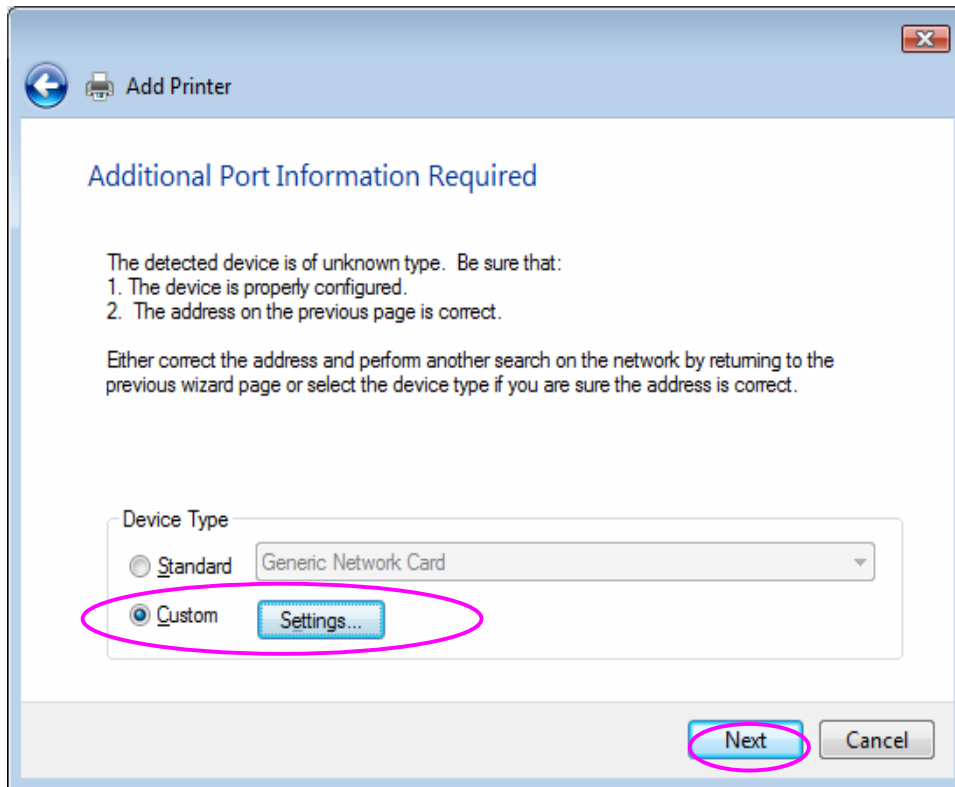 Add Printer
Additional Port Information Required
The detected device is of unknown type. Be sure that:
1. The device is properly configured.
2. The address on the previous page is correct.
Either correct the address and perform another search on the network by returning to the
previous wizard page or select the device type if you are sure the address is correct.
Device Type
Standard Generic Network Card
Custom Settings...
Next Cancel